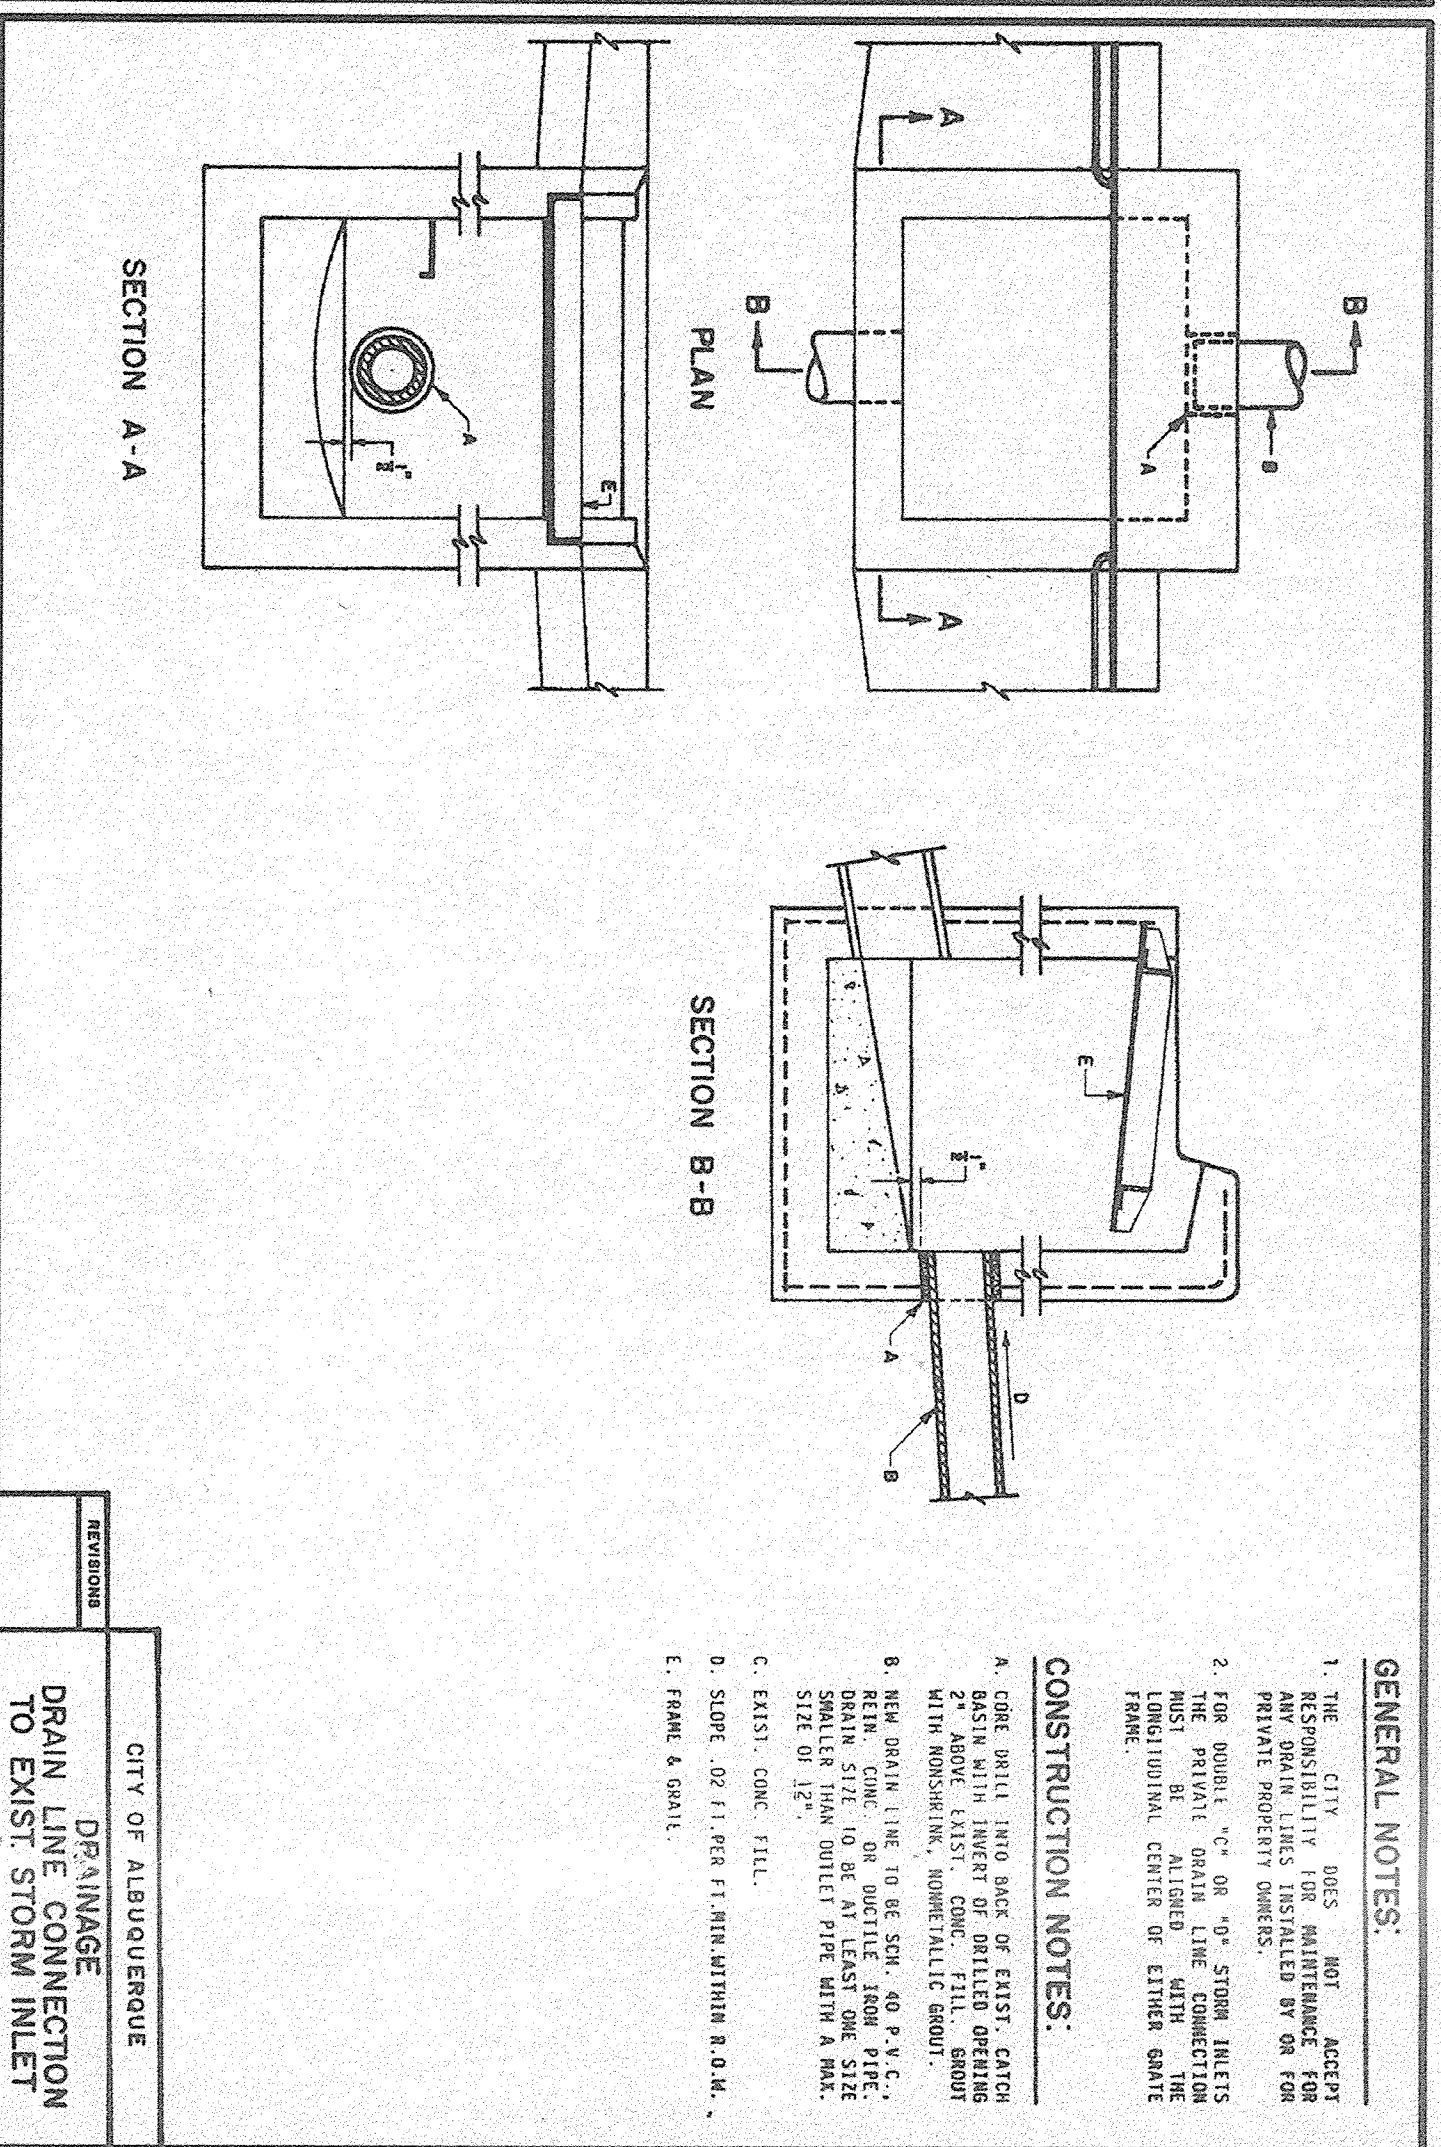 GENERAL NOTES:
1. THE CITY DOES NOT ACCEPT
RESPONSIBILITY FOR MAINTENANCE FOR
ANY DRAIN LINES INSTALLED BY OR FOR
PRIVATE PROPERTY OWNERS.
2. FOR DOUBLE "C" OR "D" STORM INLETS
THE PRIVATE DRAIN LINE CONNECTION
MUST BE ALIGNED WITH THE
LONGITUDINAL CENTER OF EITHER GRATE
FRAME.
CONSTRUCTION NOTES:
A. CORE DRILL INTO BACK OF EXIST. CATCH
BASIN WITH INVERT OF DRILLED OPENING
2" ABOVE EXIST. CONC. FILL. GROUT
WITH NONSHRINK, NONMETALLIC GROUT.
B. NEW DRAIN LINE TO BE SCH. 40 P.V.C.,
REIN. CONC. OR DUCTILE IRON PIPE.
DRAIN SIZE TO BE AT LEAST ONE SIZE
SMALLER THAN OUTLET PIPE WITH A MAX.
SIZE OF 12".
C. EXIST CONC FILL.
D. SLOPE .02 FT.PER FT.MIN.WITHIN R.O.W.
E. FRAME & GRATE.
B
B
B
A
A
A
PLAN
A
1/2"
E
SECTION A-A
E
1/2"
D
A
B
SECTION B-B
REVISIONS
CITY OF ALBUQUERQUE
DRAINAGE
DRAIN LINE CONNECTION
TO EXIST. STORM INLET